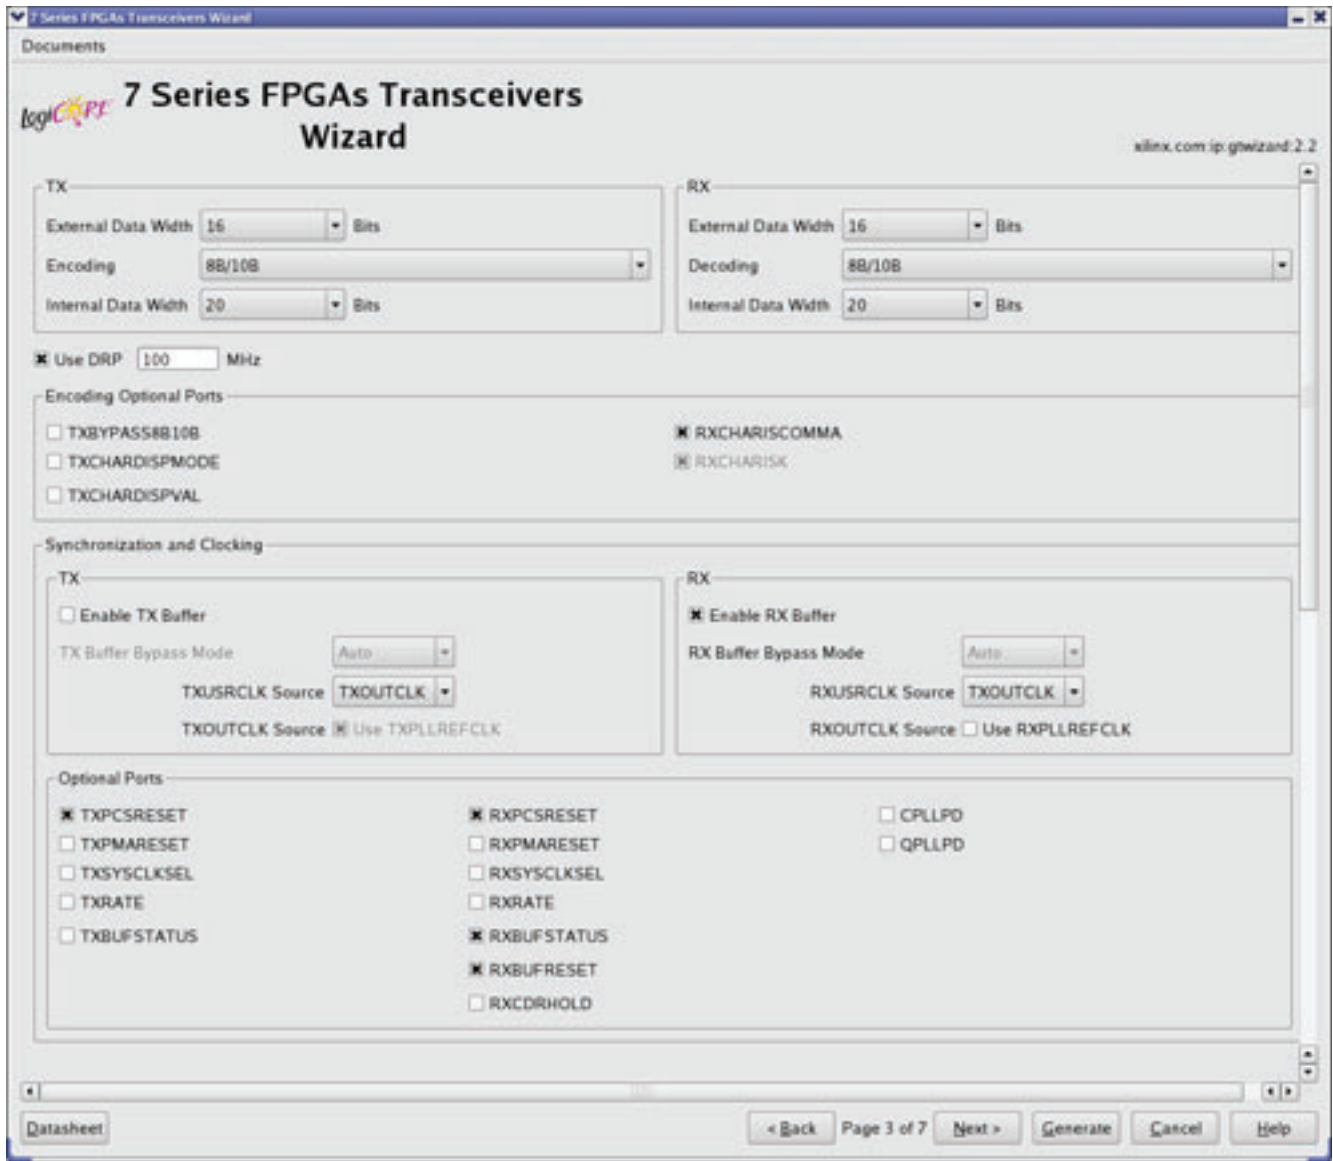 7 Series FPGAs Transceivers Wizard
Documents
logiCORE
7 Series FPGAs Transceivers
Wizard
xilinx.com:ip:gtwizard:2.2
TX
External Data Width 16 Bits
Encoding 8B/10B
Internal Data Width 20 Bits
RX
External Data Width 16 Bits
Decoding 8B/10B
Internal Data Width 20 Bits
Use DRP 100 MHz
Encoding Optional Ports
TXBYPASS8B10B
TXCHARDISPMODE
TXCHARDISPVAL
RXCHARISCOMMA
RXCHARISK
Synchronization and Clocking
TX
Enable TX Buffer
TX Buffer Bypass Mode Auto
TXUSRCLK Source TXOUTCLK
TXOUTCLK Source Use TXPLLREFCLK
RX
Enable RX Buffer
RX Buffer Bypass Mode Auto
RXUSRCLK Source TXOUTCLK
RXOUTCLK Source Use RXPLLREFCLK
Optional Ports
TXPCSRESET
TXPMARESET
TXSYSCLKSEL
TXRATE
TXBUFSTATUS
RXPCSRESET
RXPMARESET
RXSYSCLKSEL
RXRATE
RXBUFSTATUS
RXBUFRESET
RXCDRHOLD
CPLLPD
QPLLPD
Datasheet
< Back Page 3 of 7 Next > Generate Cancel Help